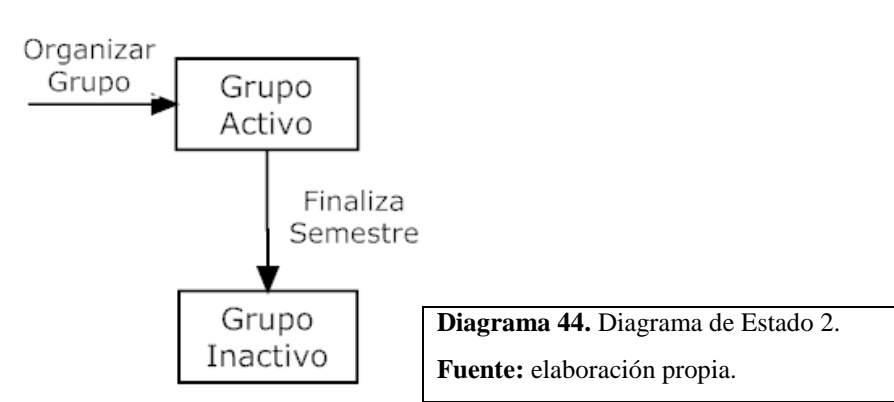 Organizar
Grupo
Grupo
Activo
Finaliza
Semestre
Grupo
Inactivo
Diagrama 44. Diagrama de Estado 2.
Fuente: elaboración propia.